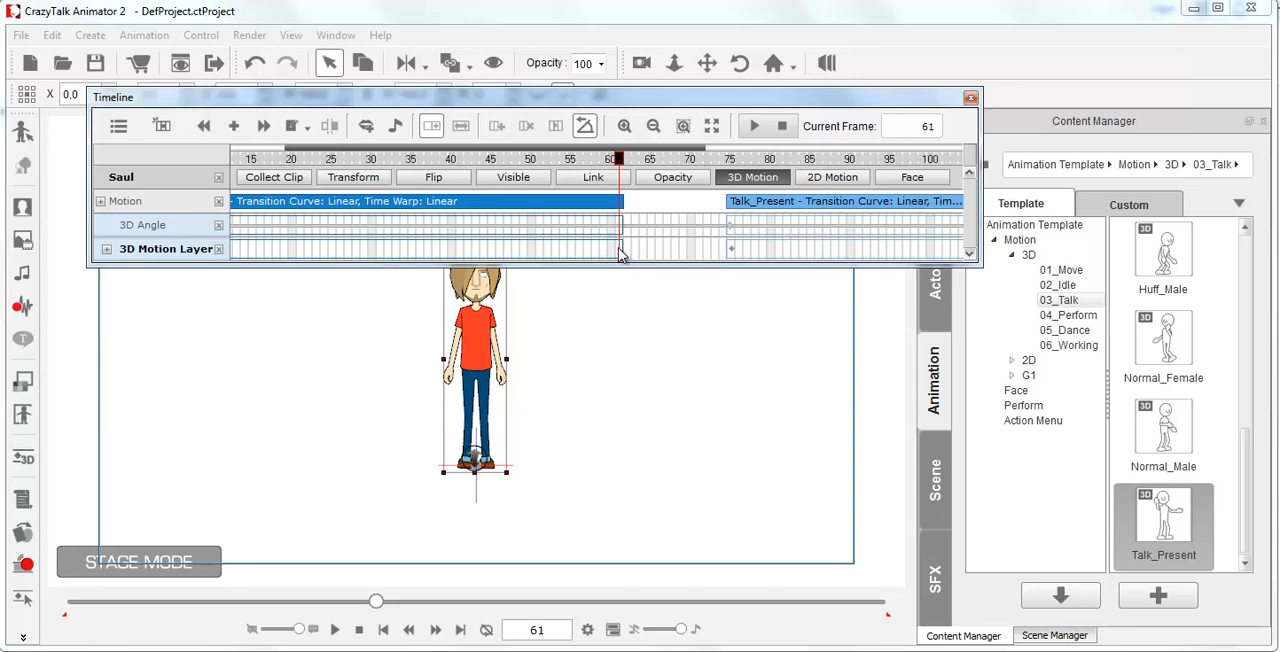 CrazyTalk Animator 2 - DefProject.ctProject
File Edit Create Animation Control Render View Window Help
Opacity : 100
X 0,0
Timeline
Current Frame: 61
15 25 30 35 40 45 50 55 60 65 70 75 80 85 90 95 100
Saul Collect Clip Transform Flip Visible Link Opacity 3D Motion 2D Motion Face
Motion - Transition Curve: Linear, Time Warp: Linear Talk_Present - Transition Curve: Linear, Tim...
3D Angle
3D Motion Layer
STAGE MODE
61
Content Manager
Animation Template Motion 3D 03_Talk
Template Custom
Animation Template
Motion
3D
01_Move
02_Idle
03_Talk
04_Perform
05_Dance
06_Working
2D
G1
Face
Perform
Action Menu
3D
Huff_Male
3D
Normal_Female
3D
Normal_Male
3D
Talk_Present
Actor
Animation
Scene
SFX
Content Manager Scene Manager
+3D